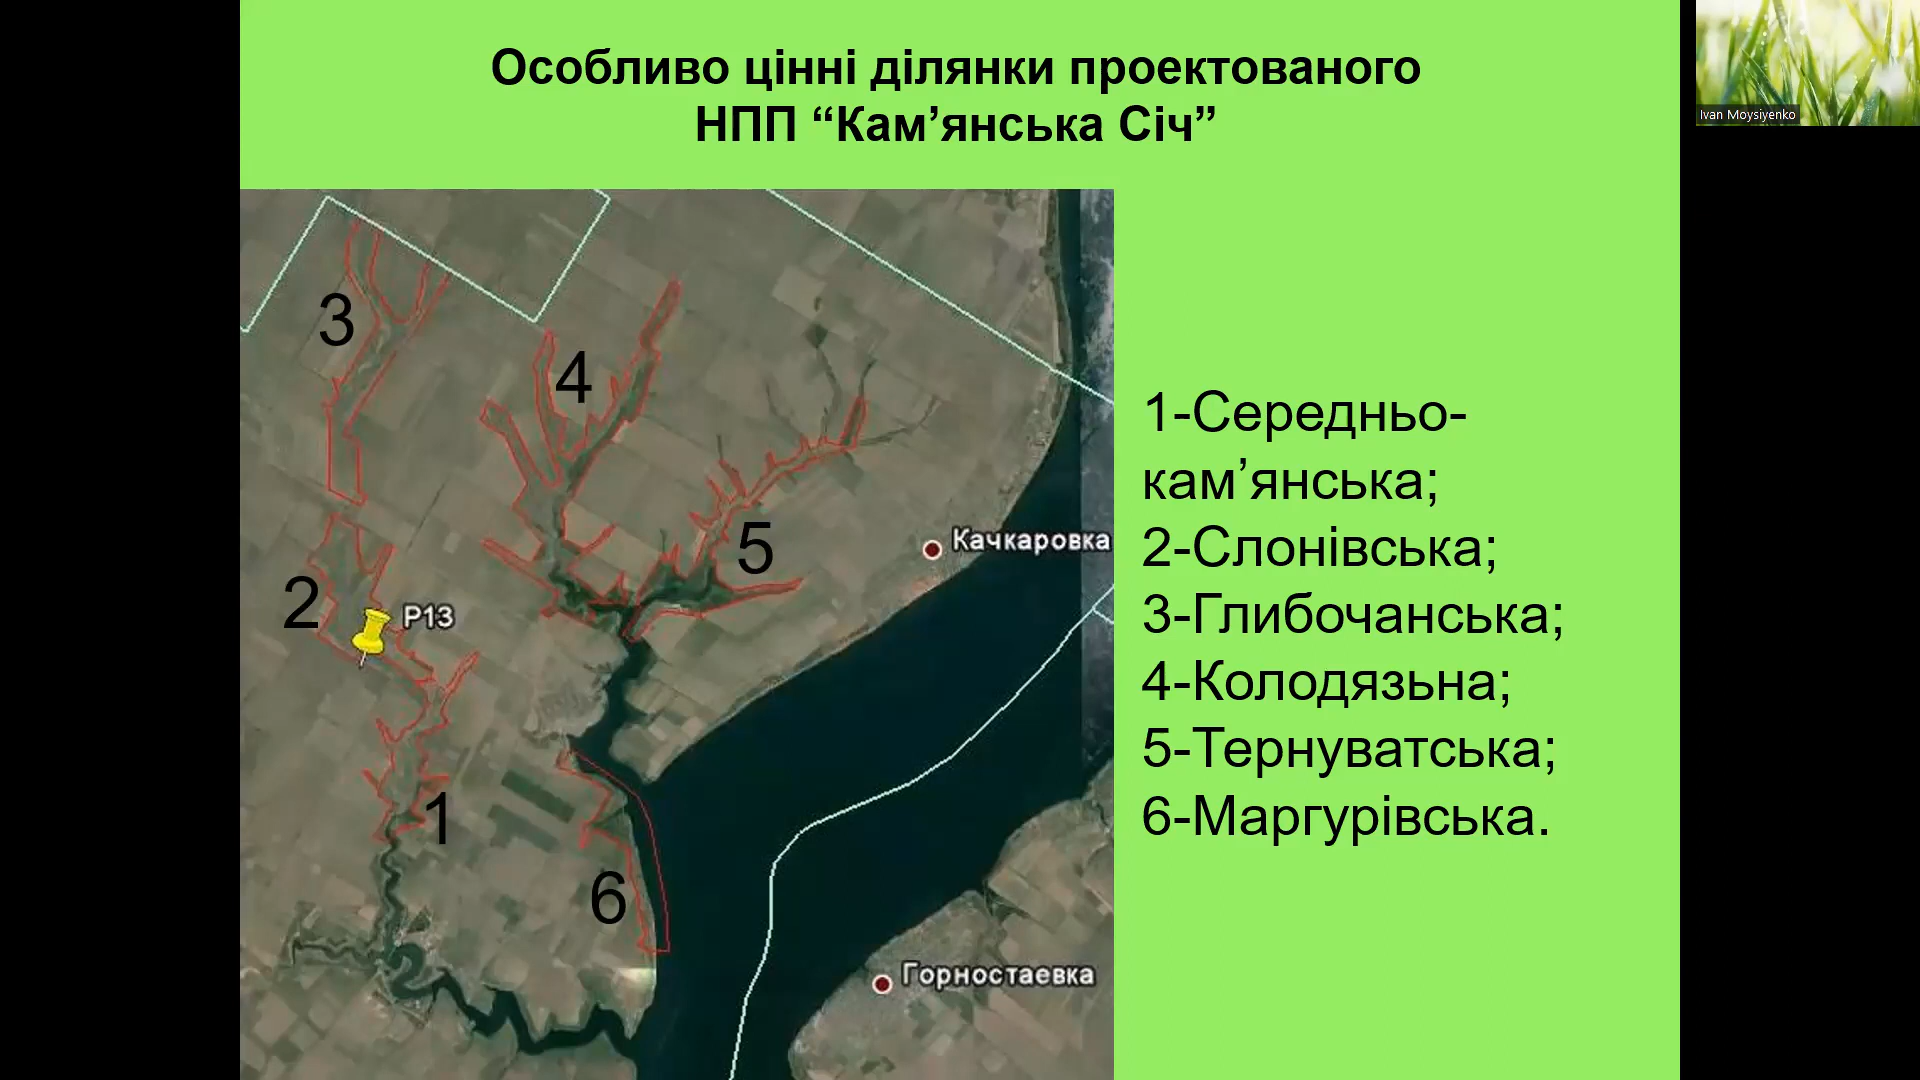 Особливо цінні ділянки проектованого
НПП “Кам’янська Січ”
Ivan Moysiyenko
3
4
5
Качкаровка
2
Р13
1
6
Горностаевка
1-Середньо-
кам’янська;
2-Слонівська;
3-Глибочанська;
4-Колодязьна;
5-Тернуватська;
6-Маргурівська.